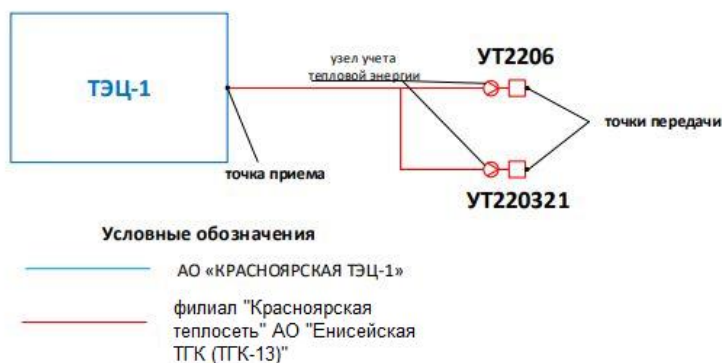 узел учета
тепловой энергии
УТ2206
ТЭЦ-1
точки передачи
точка приема
УТ220321
Условные обозначения
АО «КРАСНОЯРСКАЯ ТЭЦ-1»
филиал "Красноярская
теплосеть" АО "Енисейская
ТГК (ТГК-13)"